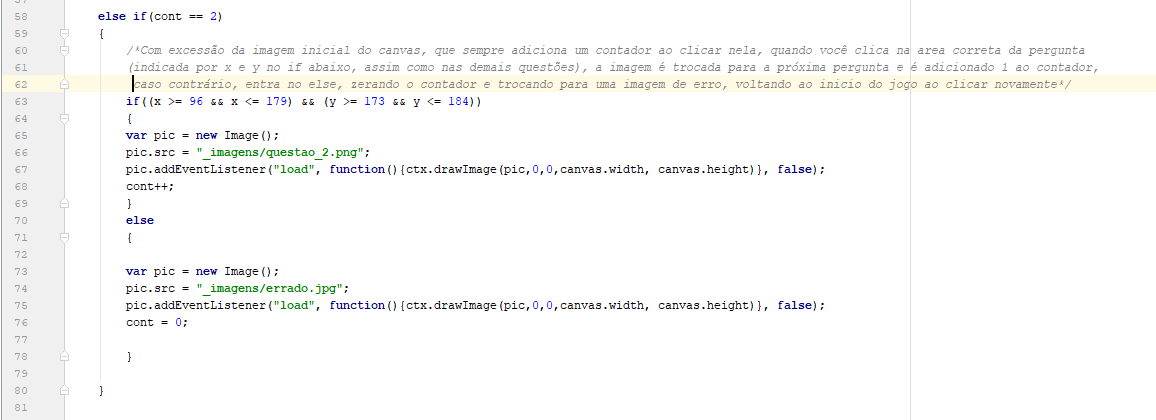 58 else if(cont == 2)
59 {
60 /*Com excessão da imagem inicial do canvas, que sempre adiciona um contador ao clicar nela, quando você clica na area correta da pergunta
61 (indicada por x e y no if abaixo, assim como nas demais questões), a imagem é trocada para a próxima pergunta e é adicionado 1 ao contador,
62 caso contrário, entra no else, zerando o contador e trocando para uma imagem de erro, voltando ao inicio do jogo ao clicar novamente*/
63 if((x >= 96 && x <= 179) && (y >= 173 && y <= 184))
64 {
65 var pic = new Image();
66 pic.src = "_imagens/questao_2.png";
67 pic.addEventListener("load", function(){ctx.drawImage(pic,0,0,canvas.width, canvas.height)}, false);
68 cont++;
69 }
70 else
71 {
72
73 var pic = new Image();
74 pic.src = "_imagens/errado.jpg";
75 pic.addEventListener("load", function(){ctx.drawImage(pic,0,0,canvas.width, canvas.height)}, false);
76 cont = 0;
77
78 }
79
80 }
81